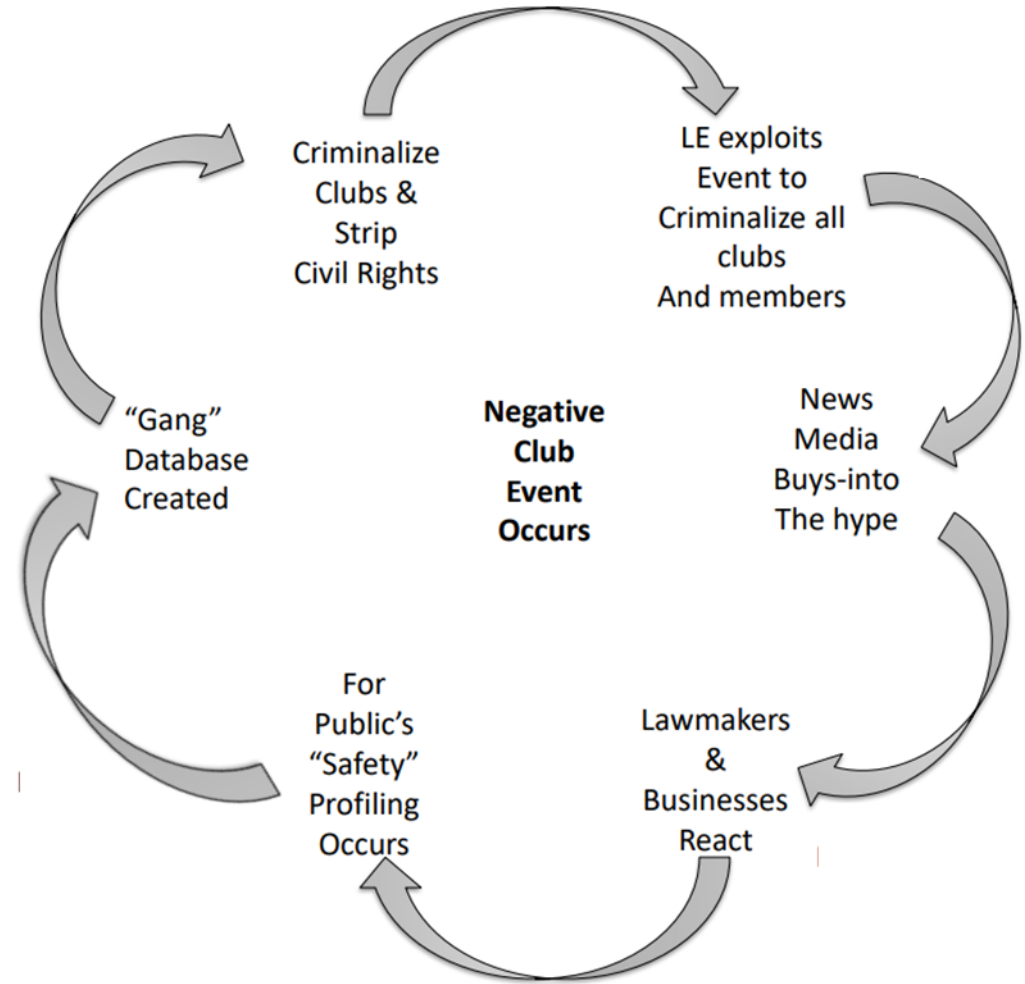 Criminalize
Clubs &
Strip
Civil Rights
LE exploits
Event to
Criminalize all
clubs
And members
News
Media
Buys-into
The hype
Lawmakers
&
Businesses
React
For
Public’s
“Safety”
Profiling
Occurs
“Gang”
Database
Created
Negative
Club
Event
Occurs